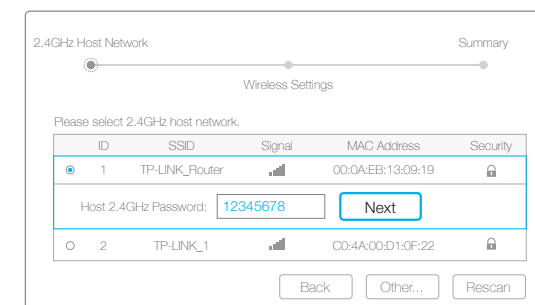 2.4GHz Host Network Summary
Wireless Settings
Please select 2.4GHz host network.
ID SSID Signal MAC Address Security
1 TP-LINK_Router 00:0A:EB:13:09:19
Host 2.4GHz Password: 12345678 Next
2 TP-LINK_1 C0:4A:00:D1:0F:22
Back Other... Rescan